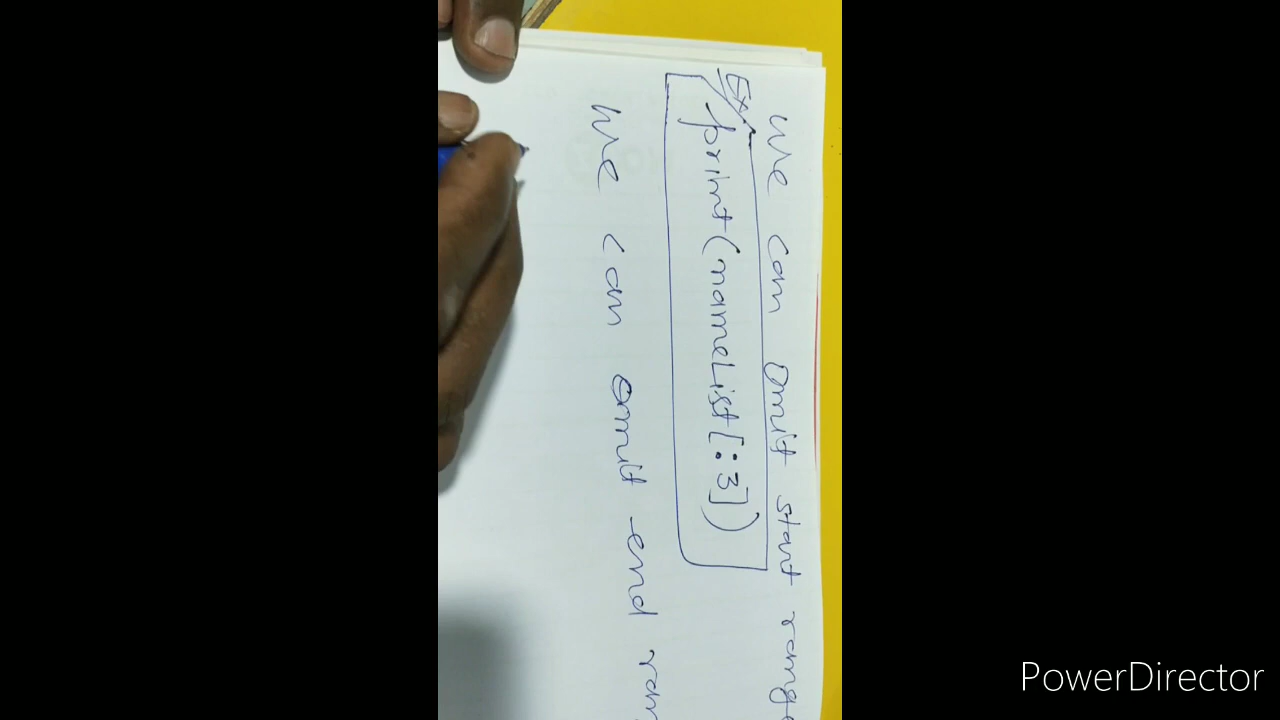 we can omit start range
Ex:
print(nameList[:3])
we can omit end
PowerDirector